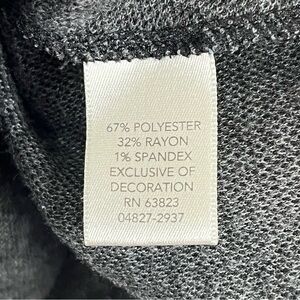 67% POLYESTER
32% RAYON
1% SPANDEX
EXCLUSIVE OF
DECORATION
RN 63823
04827-2937